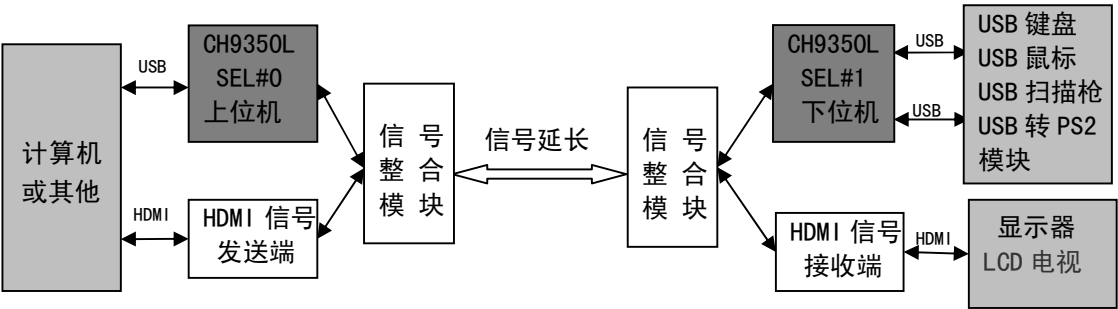 计算机
或其他
USB
HDMI
CH9350L
SEL#0
上位机
HDMI 信号
发送端
信 号
整 合
模 块
信号延长
信 号
整 合
模 块
CH9350L
SEL#1
下位机
HDMI 信号
接收端
USB
USB
HDMI
USB 键盘
USB 鼠标
USB 扫描枪
USB 转 PS2
模块
显示器
LCD 电视